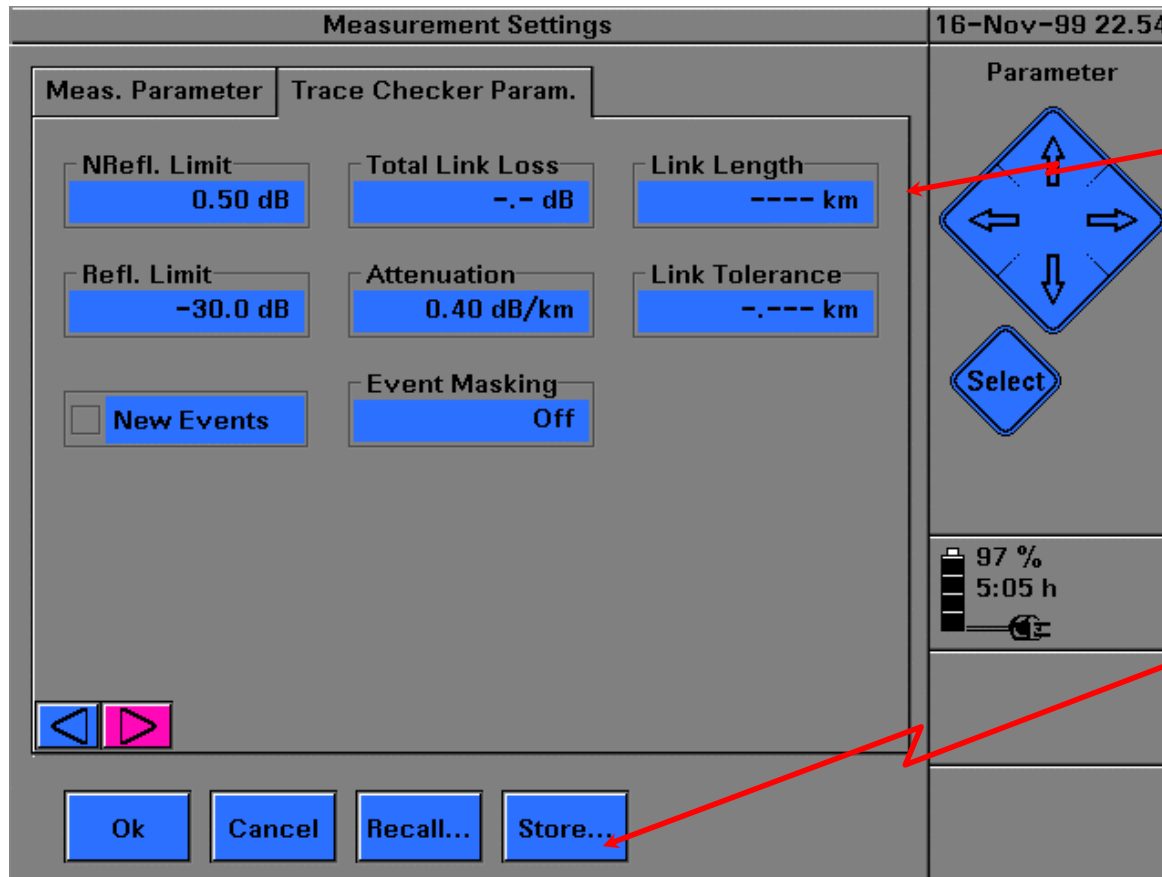 Measurement Settings
16-Nov-99 22.54
Meas. Parameter
Trace Checker Param.
Parameter
NRefl. Limit
0.50 dB
Total Link Loss
-.- dB
Link Length
---- km
Refl. Limit
-30.0 dB
Attenuation
0.40 dB/km
Link Tolerance
-.--- km
New Events
Event Masking
Off
Select
97 %
5:05 h
Ok
Cancel
Recall...
Store...